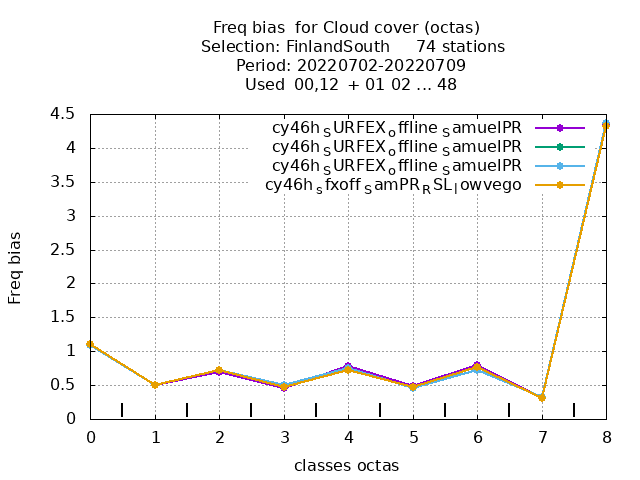 Freq bias  for Cloud cover (octas)
Selection: FinlandSouth     74 stations
Period: 20220702-20220709
Used  00,12  + 01 02 ... 48
cy46h_SURFEX_offline_SamuelPR
cy46h_SURFEX_offline_SamuelPR
cy46h_SURFEX_offline_SamuelPR
cy46h_sfxoff_SamPR_RSL_lowvego
4.5
4
3.5
3
2.5
2
1.5
1
0.5
0
Freq bias
0 1 2 3 4 5 6 7 8
classes octas